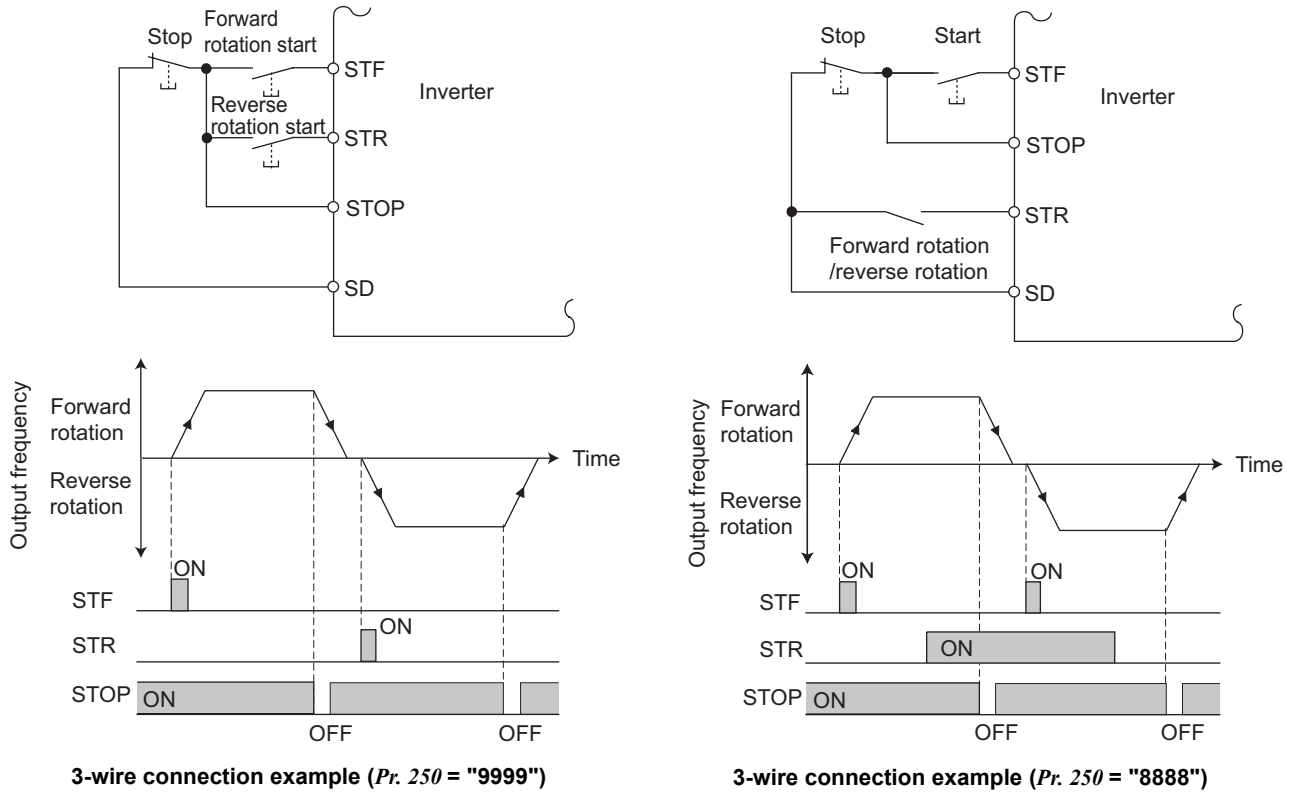 Stop
Forward
rotation start
STF
Inverter
Reverse
rotation start
STR
STOP
SD
Output frequency
Forward
rotation
Reverse
rotation
Time
ON
STF
ON
STR
STOP ON
OFF OFF
3-wire connection example (Pr. 250 = "9999")
Stop
Start
STF
Inverter
STOP
STR
Forward rotation
/reverse rotation
SD
Output frequency
Forward
rotation
Reverse
rotation
Time
ON ON
STF
STR ON
STOP ON
OFF OFF
3-wire connection example (Pr. 250 = "8888")